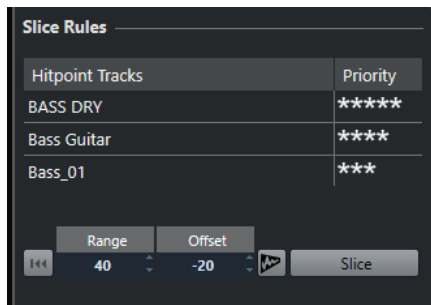 Slice Rules
Hitpoint Tracks Priority
BASS DRY *****
Bass Guitar ****
Bass_01 ***
Range Offset
40 -20 Slice